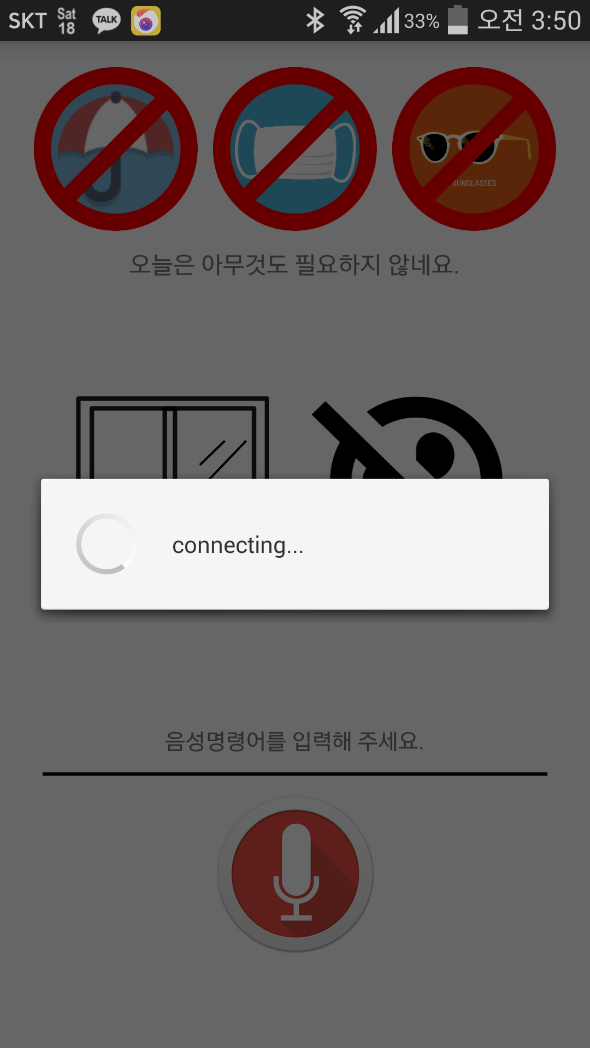 SKT Sat 18 TALK 33% 오전 3:50
SUNGLASSES
오늘은 아무것도 필요하지 않네요.
connecting...
음성명령어를 입력해 주세요.